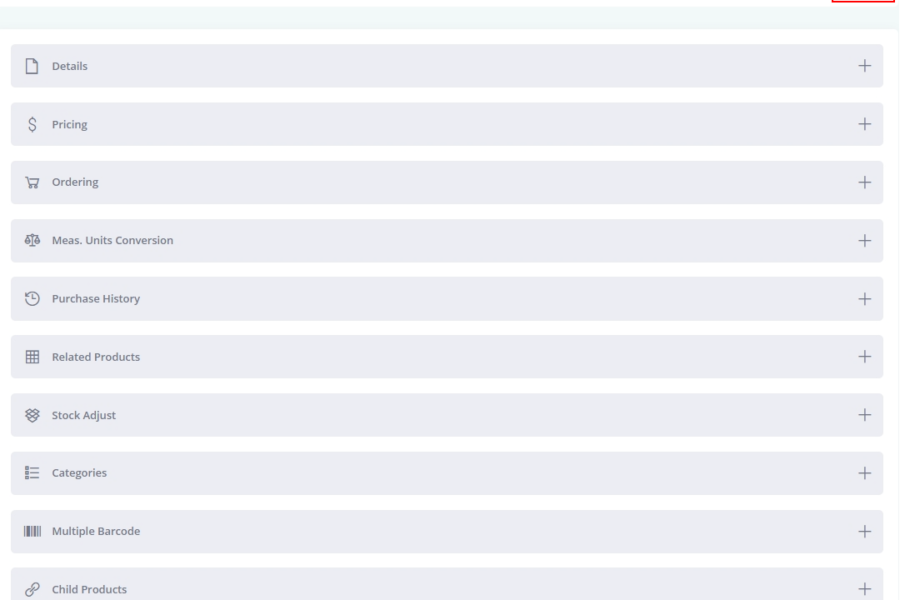 Details
Pricing
Ordering
Meas. Units Conversion
Purchase History
Related Products
Stock Adjust
Categories
Multiple Barcode
Child Products